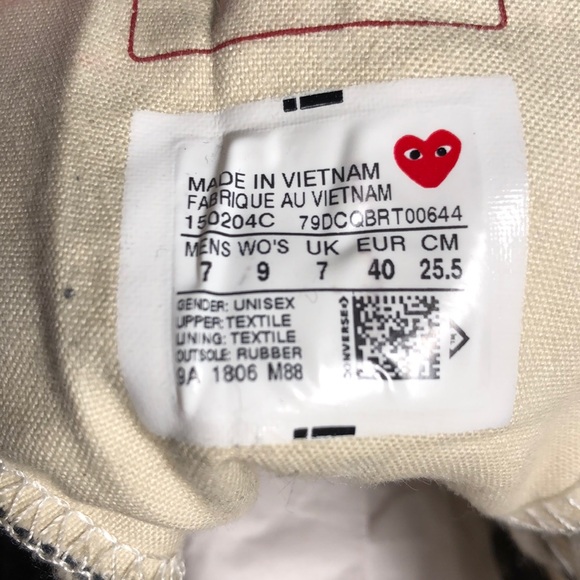 MADE IN VIETNAM
FABRIQUE AU VIETNAM
150204C 79DCQBRT00644
MENS WO'S UK EUR CM
7 9 7 40 25.5
GENDER: UNISEX
UPPER: TEXTILE
LINING: TEXTILE
OUTSOLE: RUBBER
9A 1806 M88
CONVERSE